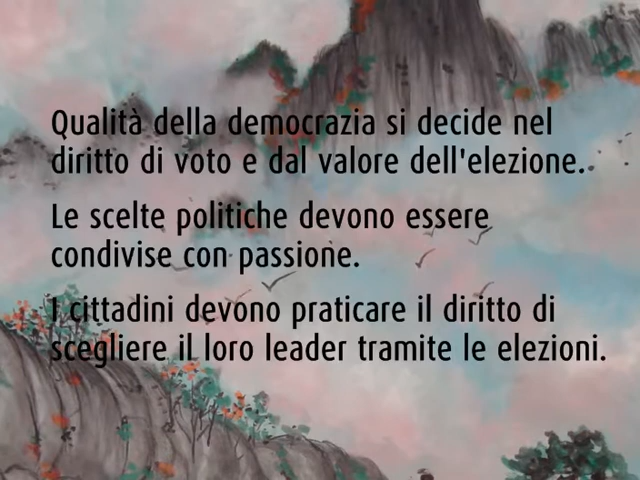 Qualità della democrazia si decide nel
diritto di voto e dal valore dell'elezione.
Le scelte politiche devono essere
condivise con passione.
I cittadini devono praticare il diritto di
scegliere il loro leader tramite le elezioni.